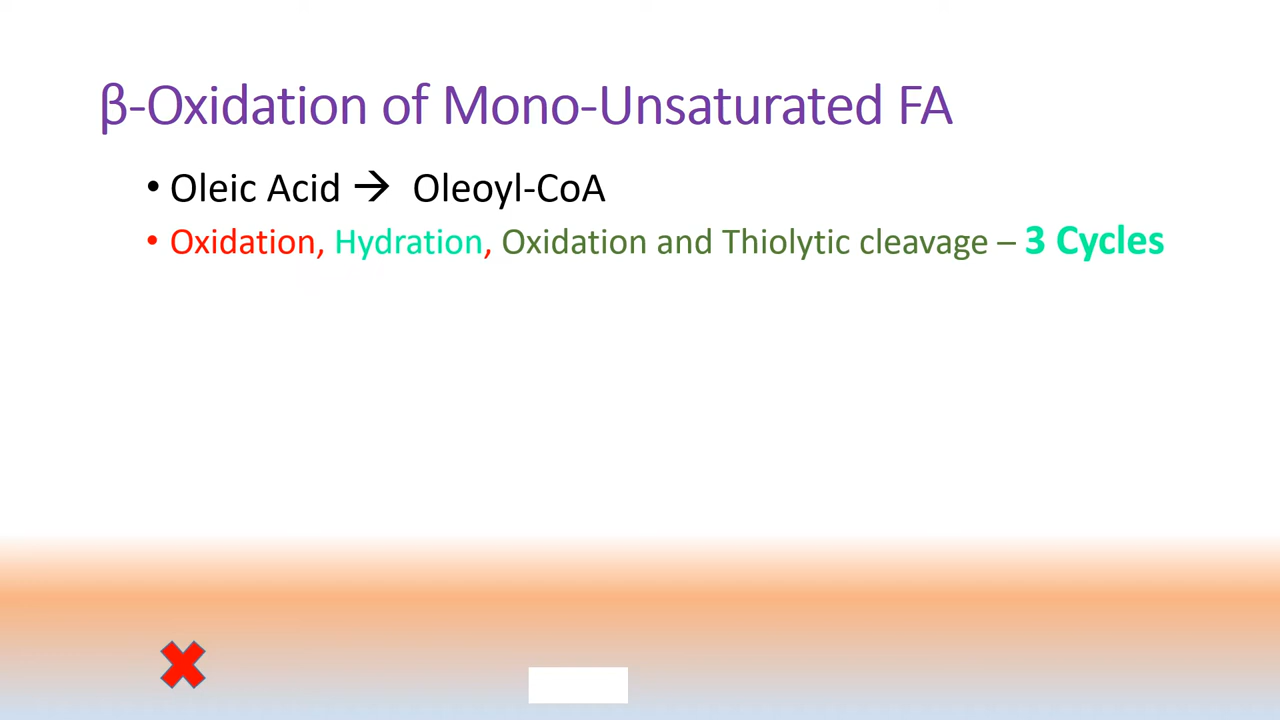 β-Oxidation of Mono-Unsaturated FA
• Oleic Acid → Oleoyl-CoA
• Oxidation, Hydration, Oxidation and Thiolytic cleavage – 3 Cycles